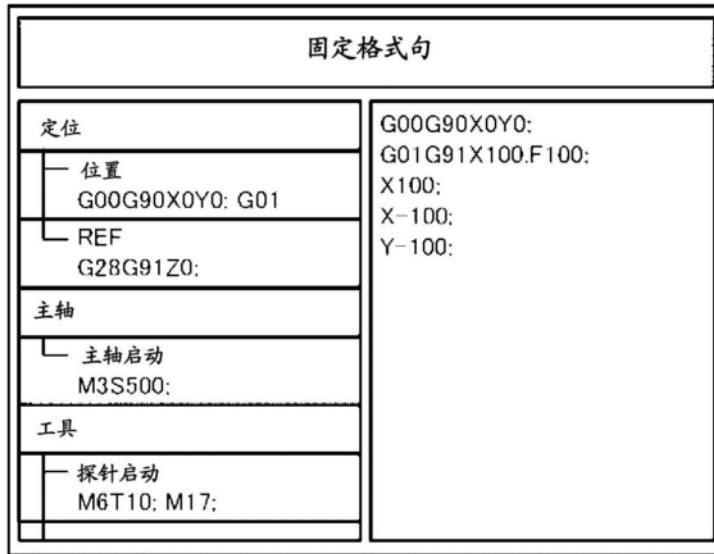 固定格式句
定位
位置
G00G90X0Y0; G01
REF
G28G91Z0;
主轴
主轴启动
M3S500;
工具
探针启动
M6T10; M17;
G00G90X0Y0;
G01G91X100.F100;
X100;
X-100;
Y-100;